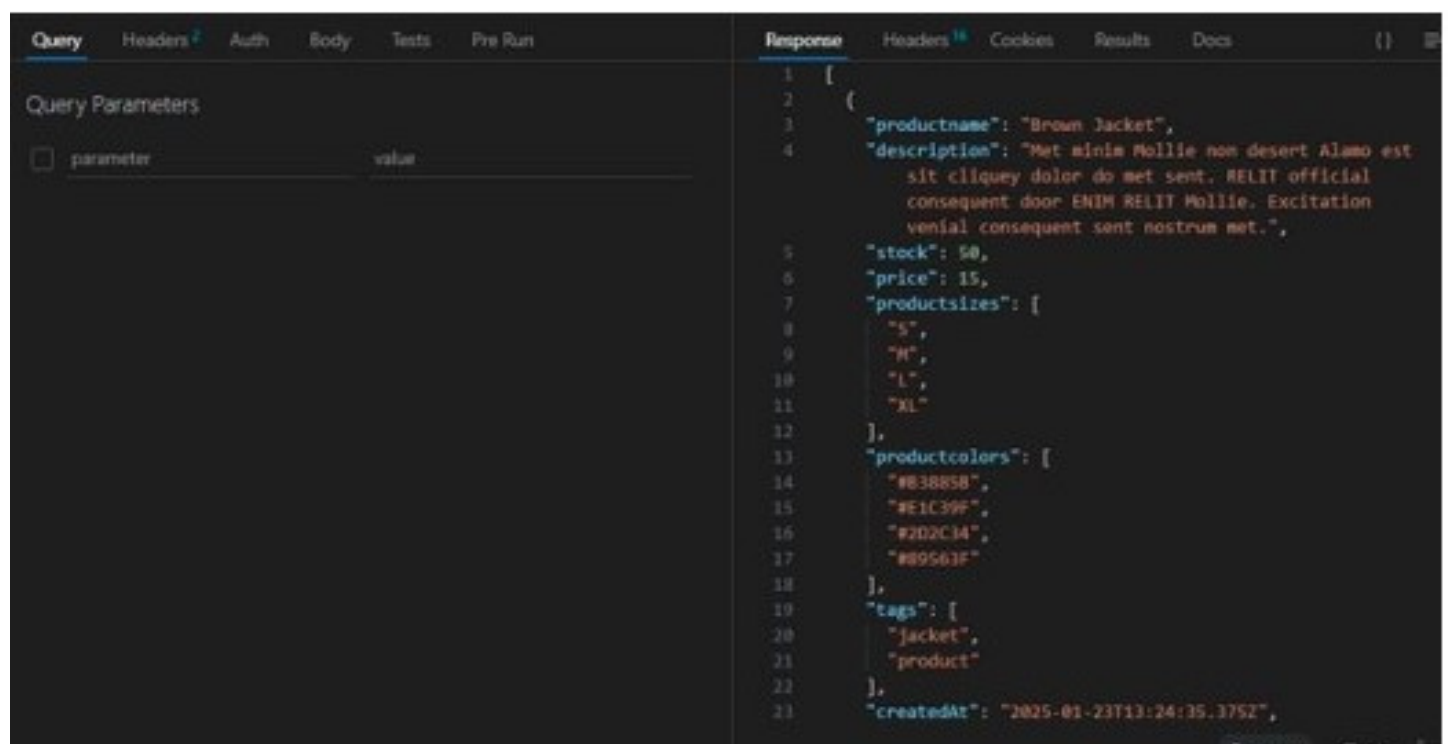 Query Headers 2 Auth Body Tests Pre Run
Query Parameters
parameter value
Response Headers 16 Cookies Results Docs {}
1 [
2 {
3 "productname": "Brown Jacket",
4 "description": "Met minim Mollie non desert Alamo est
sit cliquey dolor do met sent. RELIT official
consequent door ENIM RELIT Mollie. Excitation
venial consequent sent nostrum met.",
5 "stock": 50,
6 "price": 15,
7 "productsizes": [
8 "S",
9 "M",
10 "L",
11 "XL"
12 ],
13 "productcolors": [
14 "#B3885B",
15 "#E1C39F",
16 "#2D2C34",
17 "#B9563F"
18 ],
19 "tags": [
20 "jacket",
21 "product"
22 ],
23 "createdAt": "2025-01-23T13:24:35.375Z",